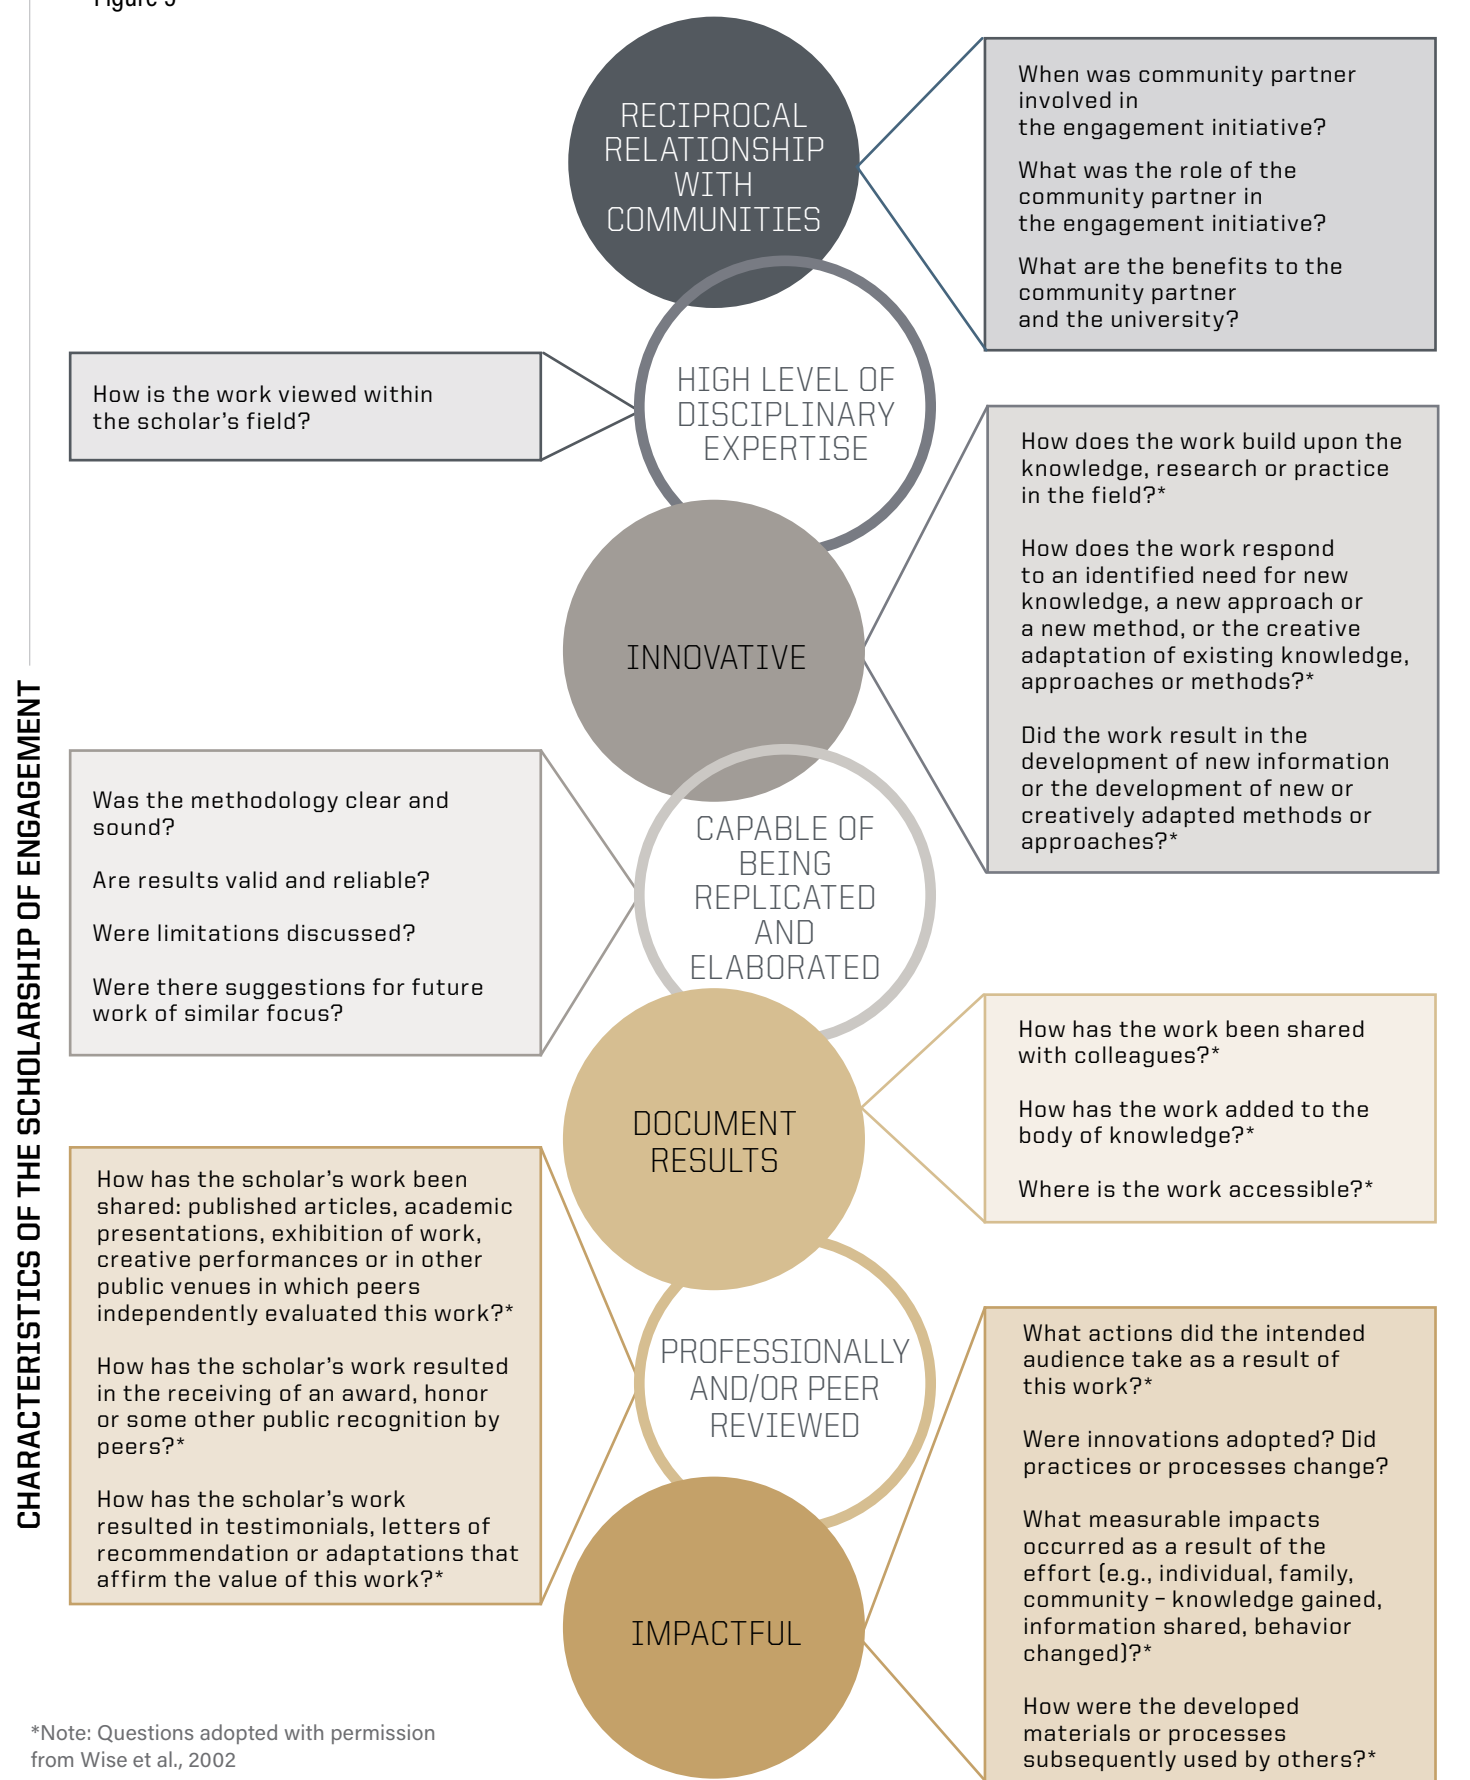 Figure 5
CHARACTERISTICS OF THE SCHOLARSHIP OF ENGAGEMENT
RECIPROCAL
RELATIONSHIP
WITH
COMMUNITIES
When was community partner
involved in
the engagement initiative?
What was the role of the
community partner in
the engagement initiative?
What are the benefits to the
community partner
and the university?
HIGH LEVEL OF
DISCIPLINARY
EXPERTISE
How is the work viewed within
the scholar's field?
INNOVATIVE
How does the work build upon the
knowledge, research or practice
in the field?*
How does the work respond
to an identified need for new
knowledge, a new approach or
a new method, or the creative
adaptation of existing knowledge,
approaches or methods?*
Did the work result in the
development of new information
or the development of new or
creatively adapted methods or
approaches?*
CAPABLE OF
BEING
REPLICATED
AND
ELABORATED
Was the methodology clear and
sound?
Are results valid and reliable?
Were limitations discussed?
Were there suggestions for future
work of similar focus?
DOCUMENT
RESULTS
How has the work been shared
with colleagues?*
How has the work added to the
body of knowledge?*
Where is the work accessible?*
PROFESSIONALLY
AND/OR PEER
REVIEWED
How has the scholar's work been
shared: published articles, academic
presentations, exhibition of work,
creative performances or in other
public venues in which peers
independently evaluated this work?*
How has the scholar's work resulted
in the receiving of an award, honor
or some other public recognition by
peers?*
How has the scholar's work
resulted in testimonials, letters of
recommendation or adaptations that
affirm the value of this work?*
IMPACTFUL
What actions did the intended
audience take as a result of
this work?*
Were innovations adopted? Did
practices or processes change?
What measurable impacts
occurred as a result of the
effort (e.g., individual, family,
community – knowledge gained,
information shared, behavior
changed)?*
How were the developed
materials or processes
subsequently used by others?*
*Note: Questions adopted with permission
from Wise et al., 2002